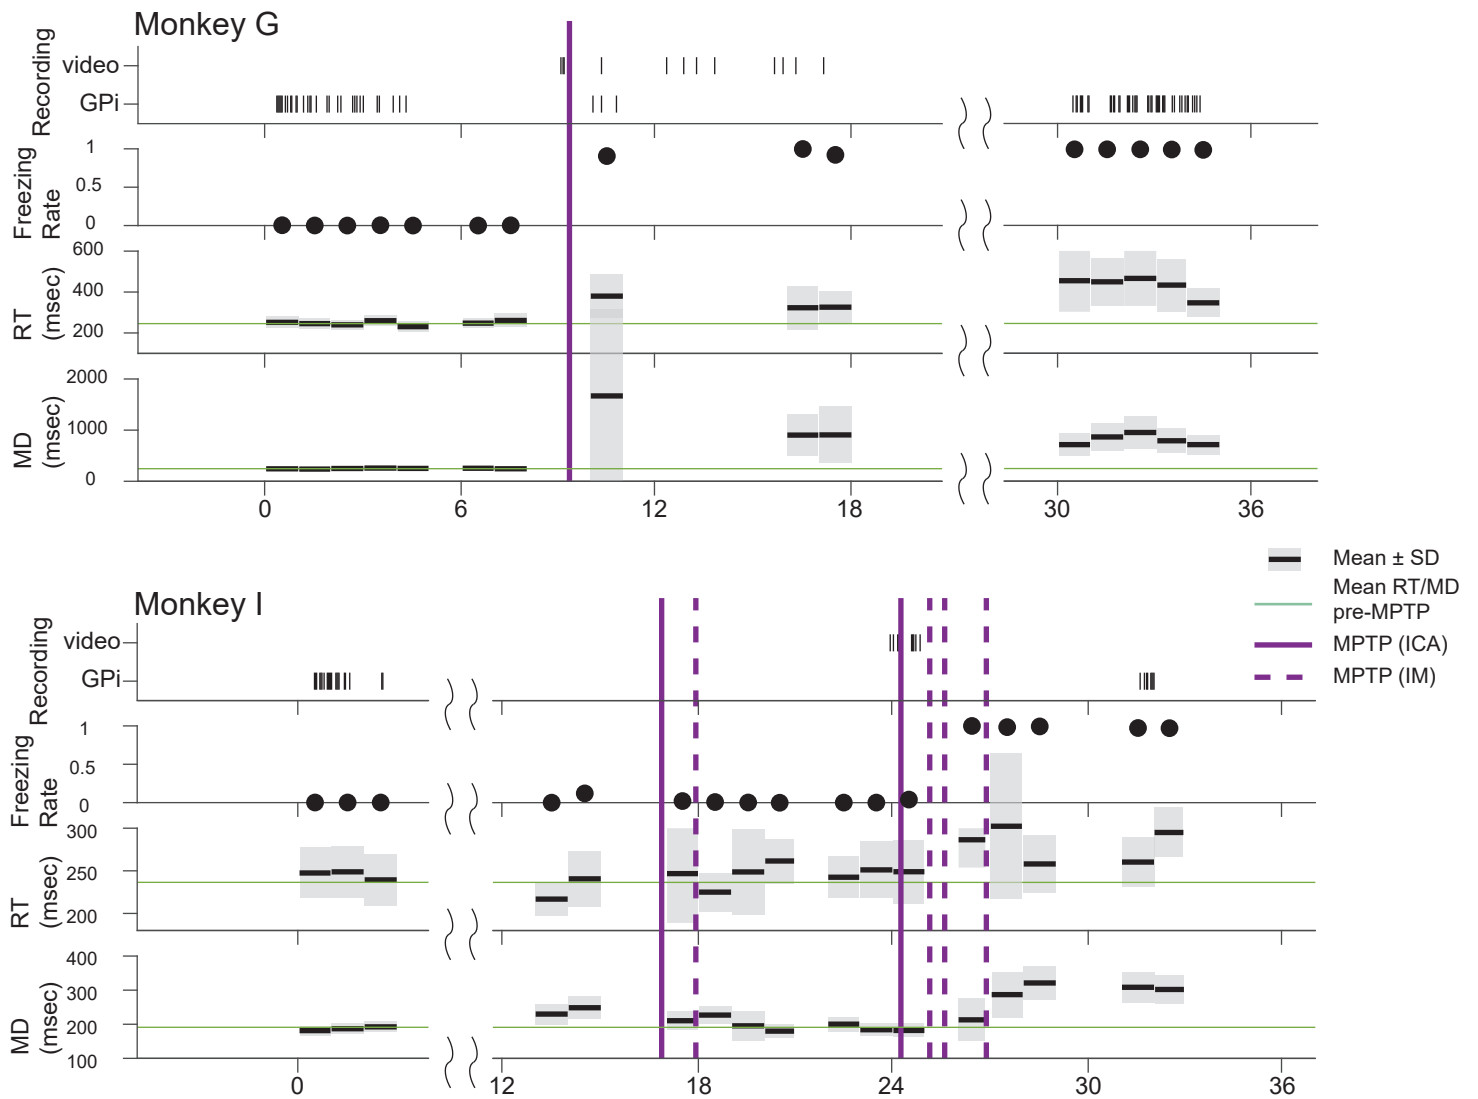 Monkey G
Recording
video
GPi
Freezing
Rate
1
0.5
0
RT
(msec)
600
400
200
MD
(msec)
2000
1000
0
0 6 12 18 30 36
Mean ± SD
Mean RT/MD
pre-MPTP
MPTP (ICA)
MPTP (IM)
Monkey I
Recording
video
GPi
Freezing
Rate
1
0.5
0
RT
(msec)
300
250
200
MD
(msec)
400
300
200
100
0 12 18 24 30 36